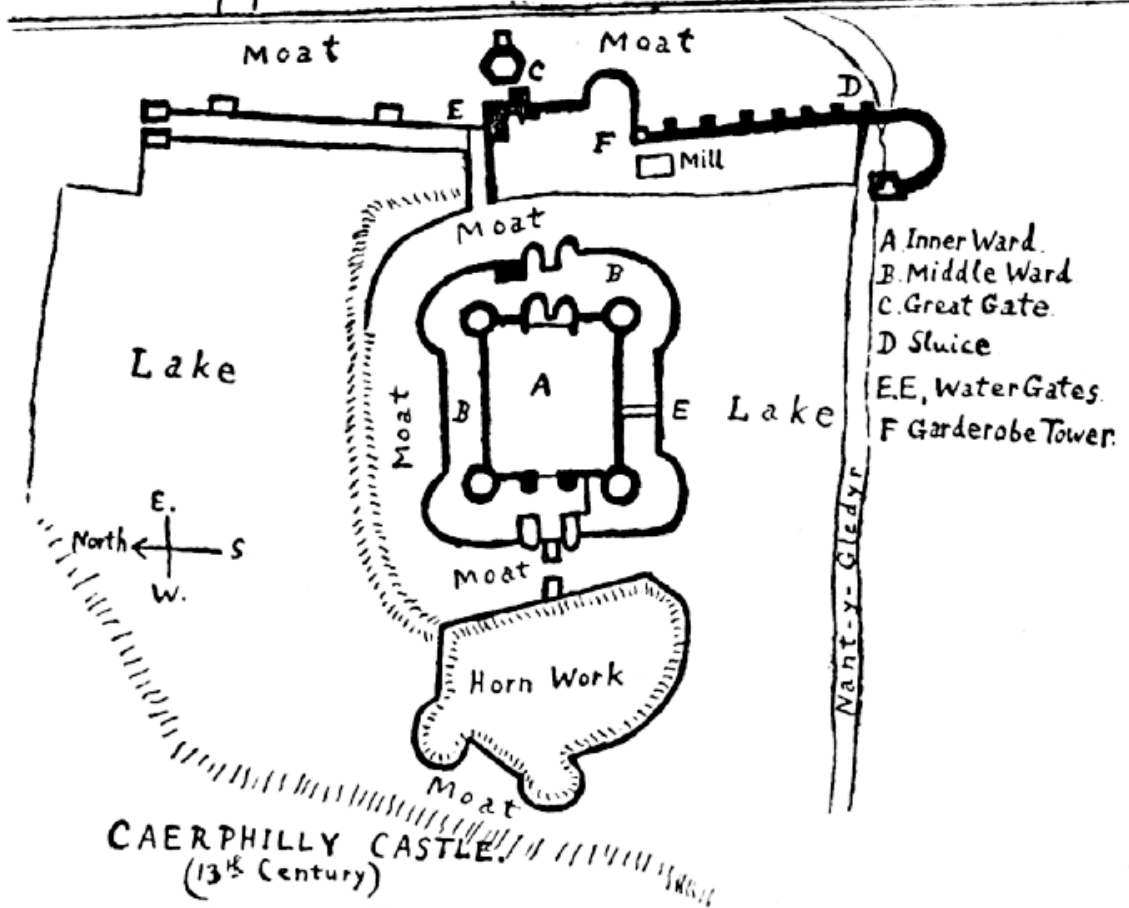 Moat
Moat
C
E
D
F
Mill
Moat
A Inner Ward.
B. Middle Ward
C. Great Gate.
D Sluice
E.E, Water Gates.
F Garderobe Tower.
B
Lake
A
B
E
Lake
Moat
Nant-y-Gledyr
E.
North
S
W.
Moat
Horn Work
Moat
CAERPHILLY CASTLE.
(13th Century)